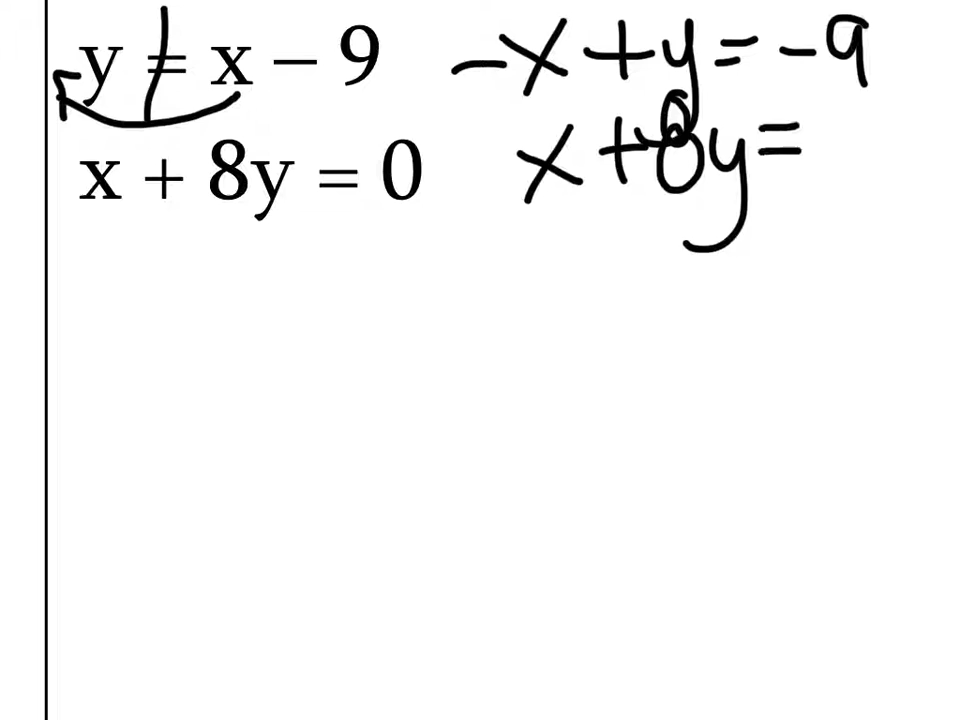 y = x − 9
x + 8y = 0
-x+y=-9
x+8y=